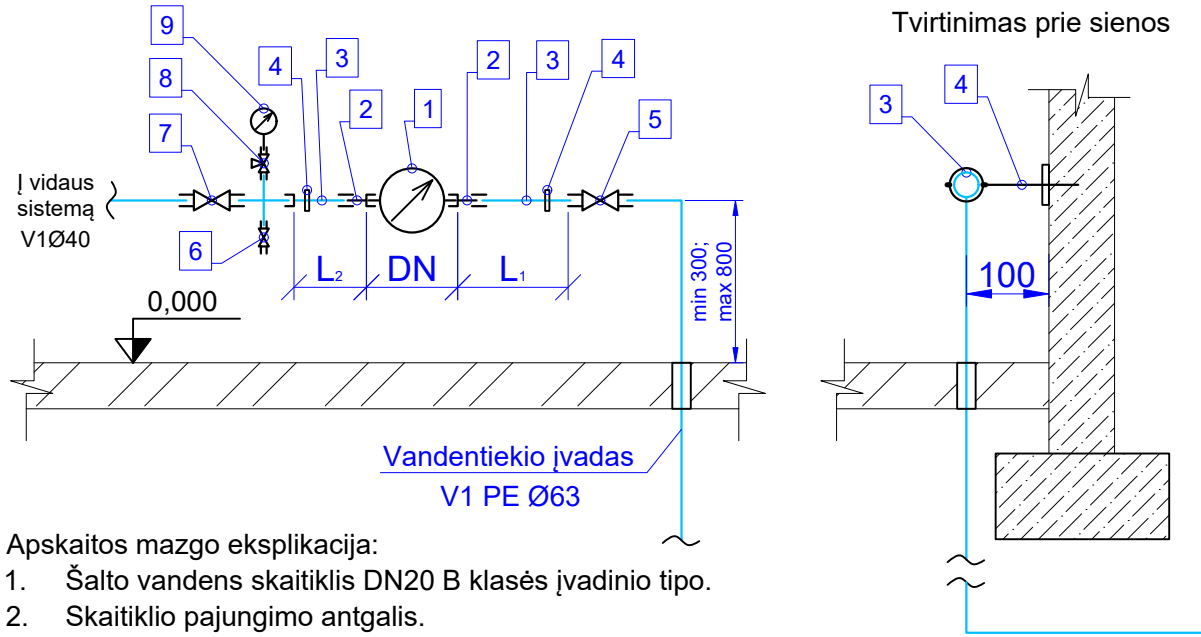 Tvirtinimas prie sienos
9
8
7
4
3
2
1
2
3
4
5
3
4
Į vidaus
sistemą
V1Ø40
6
L2
DN
L1
min 300;
max 800
100
0,000
Vandentiekio įvadas
V1 PE Ø63
Apskaitos mazgo eksplikacija:
1. Šalto vandens skaitiklis DN20 B klasės įvadinio tipo.
2. Skaitiklio pajungimo antgalis.